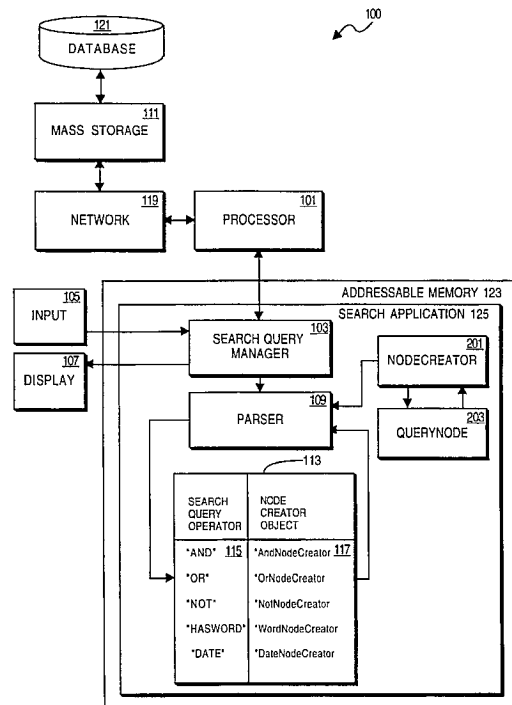 100
121
DATABASE
111
MASS STORAGE
119
NETWORK
101
PROCESSOR
ADDRESSABLE MEMORY 123
SEARCH APPLICATION 125
105
INPUT
103
SEARCH QUERY
MANAGER
107
DISPLAY
201
NODECREATOR
109
PARSER
203
QUERYNODE
113
SEARCH
QUERY
OPERATOR
NODE
CREATOR
OBJECT
"AND" 115 *AndNodeCreator 117
"OR" *OrNodeCreator
"NOT" *NotNodeCreator
"HASWORD" *WordNodeCreator
"DATE" *DateNodeCreator